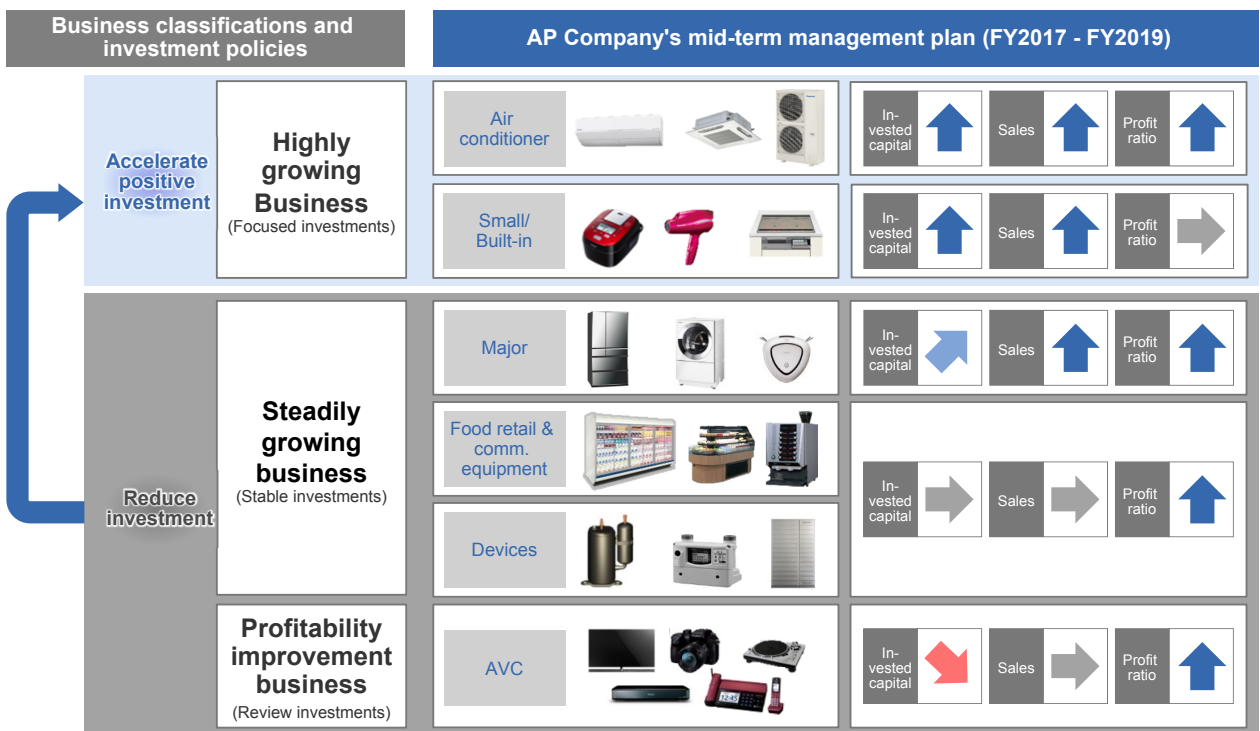 Business classifications and
investment policies
AP Company's mid-term management plan (FY2017 - FY2019)
Accelerate
positive
investment
Highly
growing
Business
(Focused investments)
Air
conditioner
In-
vested
capital
Sales
Profit
ratio
Small/
Built-in
In-
vested
capital
Sales
Profit
ratio
Reduce
investment
Steadily
growing
business
(Stable investments)
Major
In-
vested
capital
Sales
Profit
ratio
Food retail &
comm.
equipment
Devices
In-
vested
capital
Sales
Profit
ratio
Profitability
improvement
business
(Review investments)
AVC
12:45
In-
vested
capital
Sales
Profit
ratio